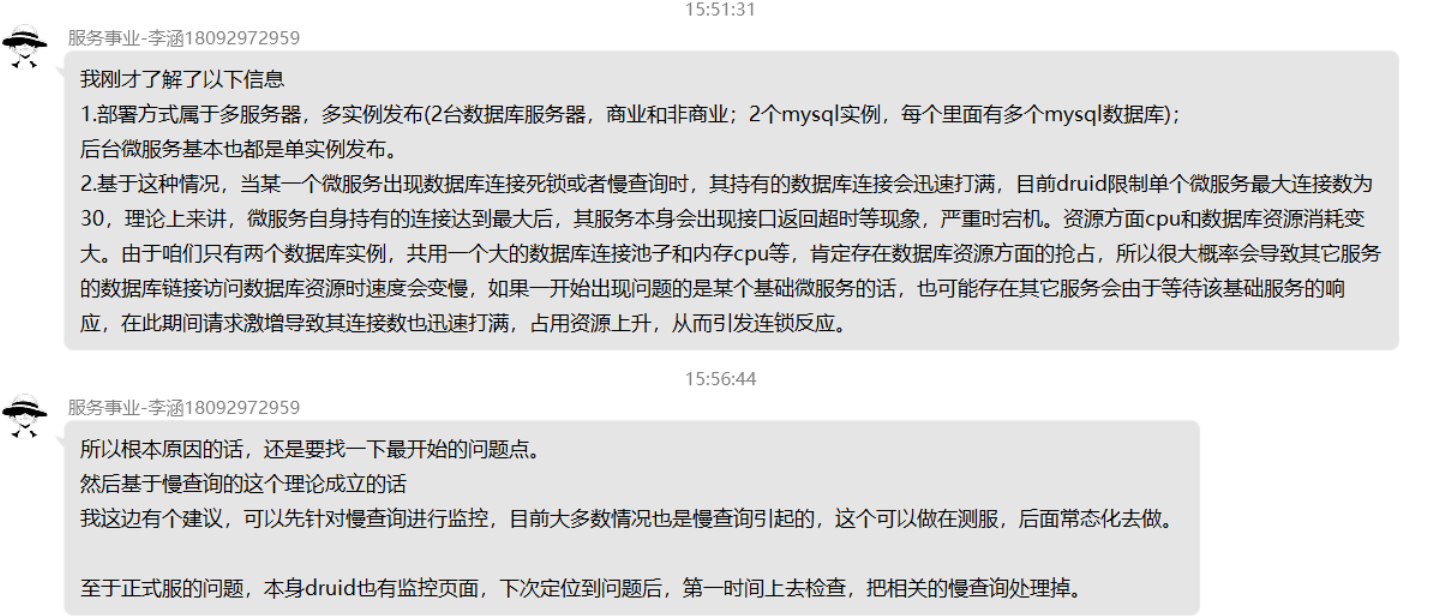 15:51:31
服务事业-李涵18092972959
我刚才了解了以下信息
1.部署方式属于多服务器，多实例发布(2台数据库服务器，商业和非商业；2个mysql实例，每个里面有多个mysql数据库)；
后台微服务基本也都是单实例发布。
2.基于这种情况，当某一个微服务出现数据库连接死锁或者慢查询时，其持有的数据库连接会迅速打满，目前druid限制单个微服务最大连接数为
30，理论上来讲，微服务自身持有的连接达到最大后，其服务本身会出现接口返回超时等现象，严重时宕机。资源方面cpu和数据库资源消耗变
大。由于咱们只有两个数据库实例，共用一个大的数据库连接池子和内存cpu等，肯定存在数据库资源方面的抢占，所以很大概率会导致其它服务
的数据库链接访问数据库资源时速度会变慢，如果一开始出现问题的是某个基础微服务的话，也可能存在其它服务会由于等待该基础服务的响
应，在此期间请求激增导致其连接数也迅速打满，占用资源上升，从而引发连锁反应。
15:56:44
服务事业-李涵18092972959
所以根本原因的话，还是要找一下最开始的问题点。
然后基于慢查询的这个理论成立的话
我这边有个建议，可以先针对慢查询进行监控，目前大多数情况也是慢查询引起的，这个可以做在测服，后面常态化去做。
至于正式服的问题，本身druid也有监控页面，下次定位到问题后，第一时间上去检查，把相关的慢查询处理掉。